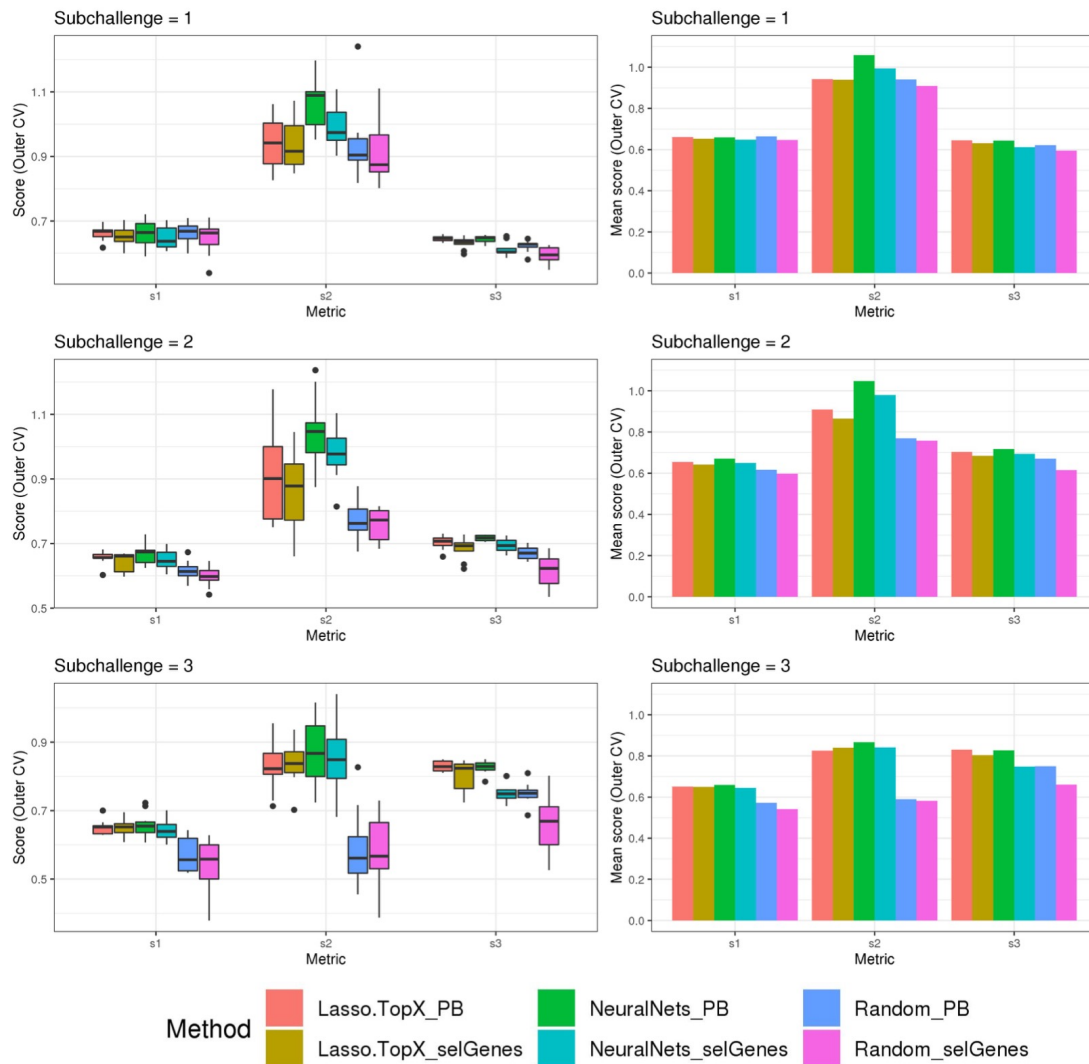 Subchallenge = 1
Score (Outer CV)
1.1
0.9
0.7
s1
s2
s3
Metric
Subchallenge = 1
Mean score (Outer CV)
1.0
0.8
0.6
0.4
0.2
0.0
s1
s2
s3
Metric
Subchallenge = 2
Score (Outer CV)
1.1
0.9
0.7
0.5
s1
s2
s3
Metric
Subchallenge = 2
Mean score (Outer CV)
1.0
0.8
0.6
0.4
0.2
0.0
s1
s2
s3
Metric
Subchallenge = 3
Score (Outer CV)
0.9
0.7
0.5
s1
s2
s3
Metric
Subchallenge = 3
Mean score (Outer CV)
1.0
0.8
0.6
0.4
0.2
0.0
s1
s2
s3
Metric
Method
Lasso.TopX_PB
Lasso.TopX_selGenes
NeuralNets_PB
NeuralNets_selGenes
Random_PB
Random_selGenes